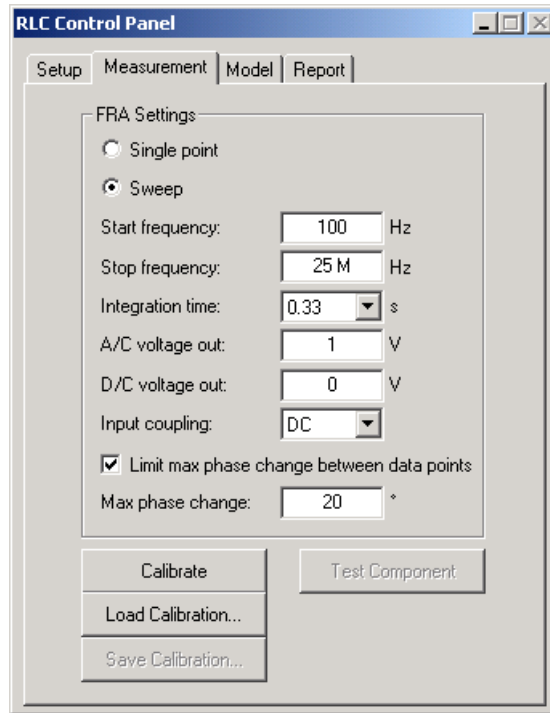 RLC Control Panel
Setup Measurement Model Report
FRA Settings
Single point
Sweep
Start frequency: 100 Hz
Stop frequency: 25 M Hz
Integration time: 0.33 s
A/C voltage out: 1 V
D/C voltage out: 0 V
Input coupling: DC
Limit max phase change between data points
Max phase change: 20 °
Calibrate Test Component
Load Calibration...
Save Calibration...